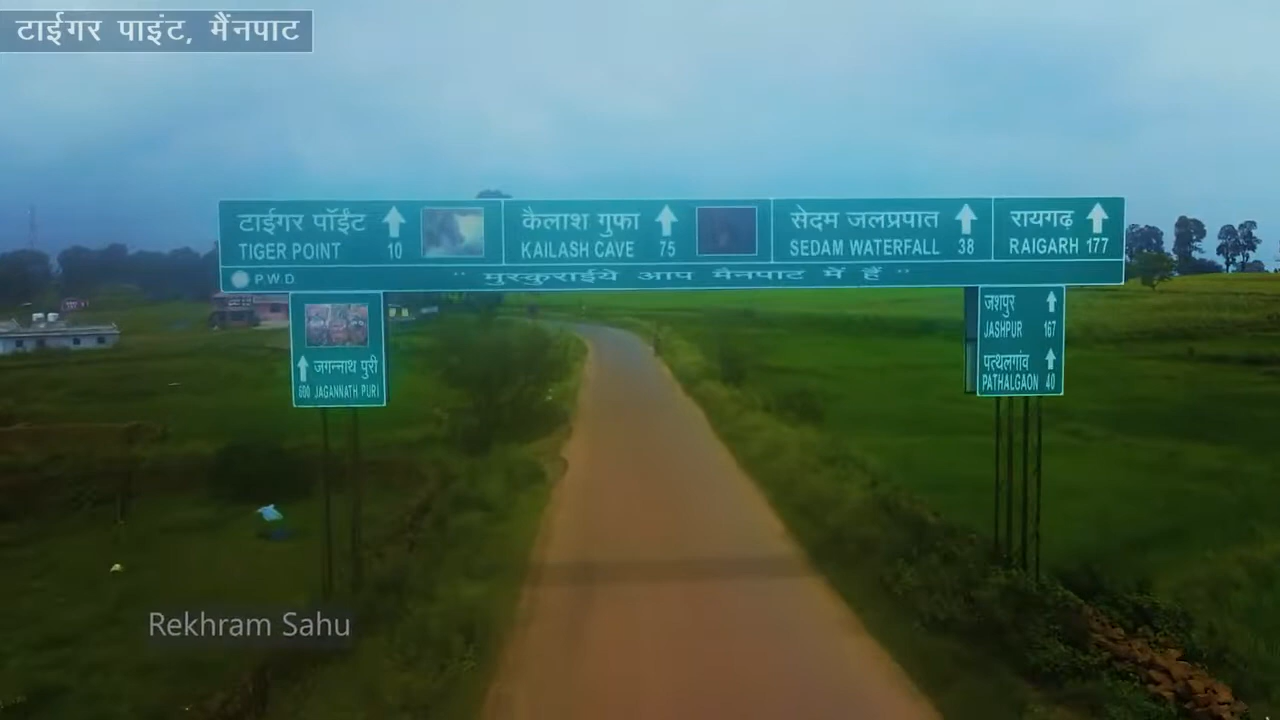 टाईगर पाइंट, मैंनपाट
टाईगर पॉईंट
TIGER POINT 10
कैलाश गुफा
KAILASH CAVE 75
सेदम जलप्रपात
SEDAM WATERFALL 38
रायगढ़
RAIGARH 177
P.W.D
" मुस्कुराईये आप मैनपाट में हैं "
जगन्नाथ पुरी
600 JAGANNATH PURI
जशपुर
JASHPUR 167
पत्थलगांव
PATHALGAON 40
Rekhram Sahu